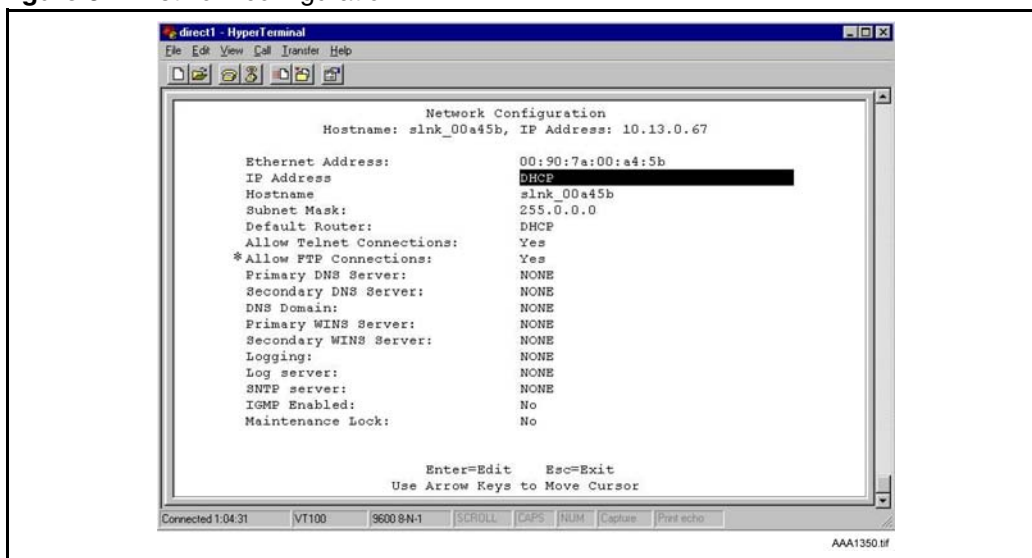 direct1 - HyperTerminal
File Edit View Call Transfer Help
Network Configuration
Hostname: slnk_00a45b, IP Address: 10.13.0.67
Ethernet Address: 00:90:7a:00:a4:5b
IP Address DHCP
Hostname slnk_00a45b
Subnet Mask: 255.0.0.0
Default Router: DHCP
Allow Telnet Connections: Yes
*Allow FTP Connections: Yes
Primary DNS Server: NONE
Secondary DNS Server: NONE
DNS Domain: NONE
Primary WINS Server: NONE
Secondary WINS Server: NONE
Logging: NONE
Log server: NONE
SNTP server: NONE
IGMP Enabled: No
Maintenance Lock: No
Enter=Edit Esc=Exit
Use Arrow Keys to Move Cursor
Connected 1:04:31 VT100 9600 8-N-1 SCROLL CAPS NUM Capture Print echo
AAA1350.tif